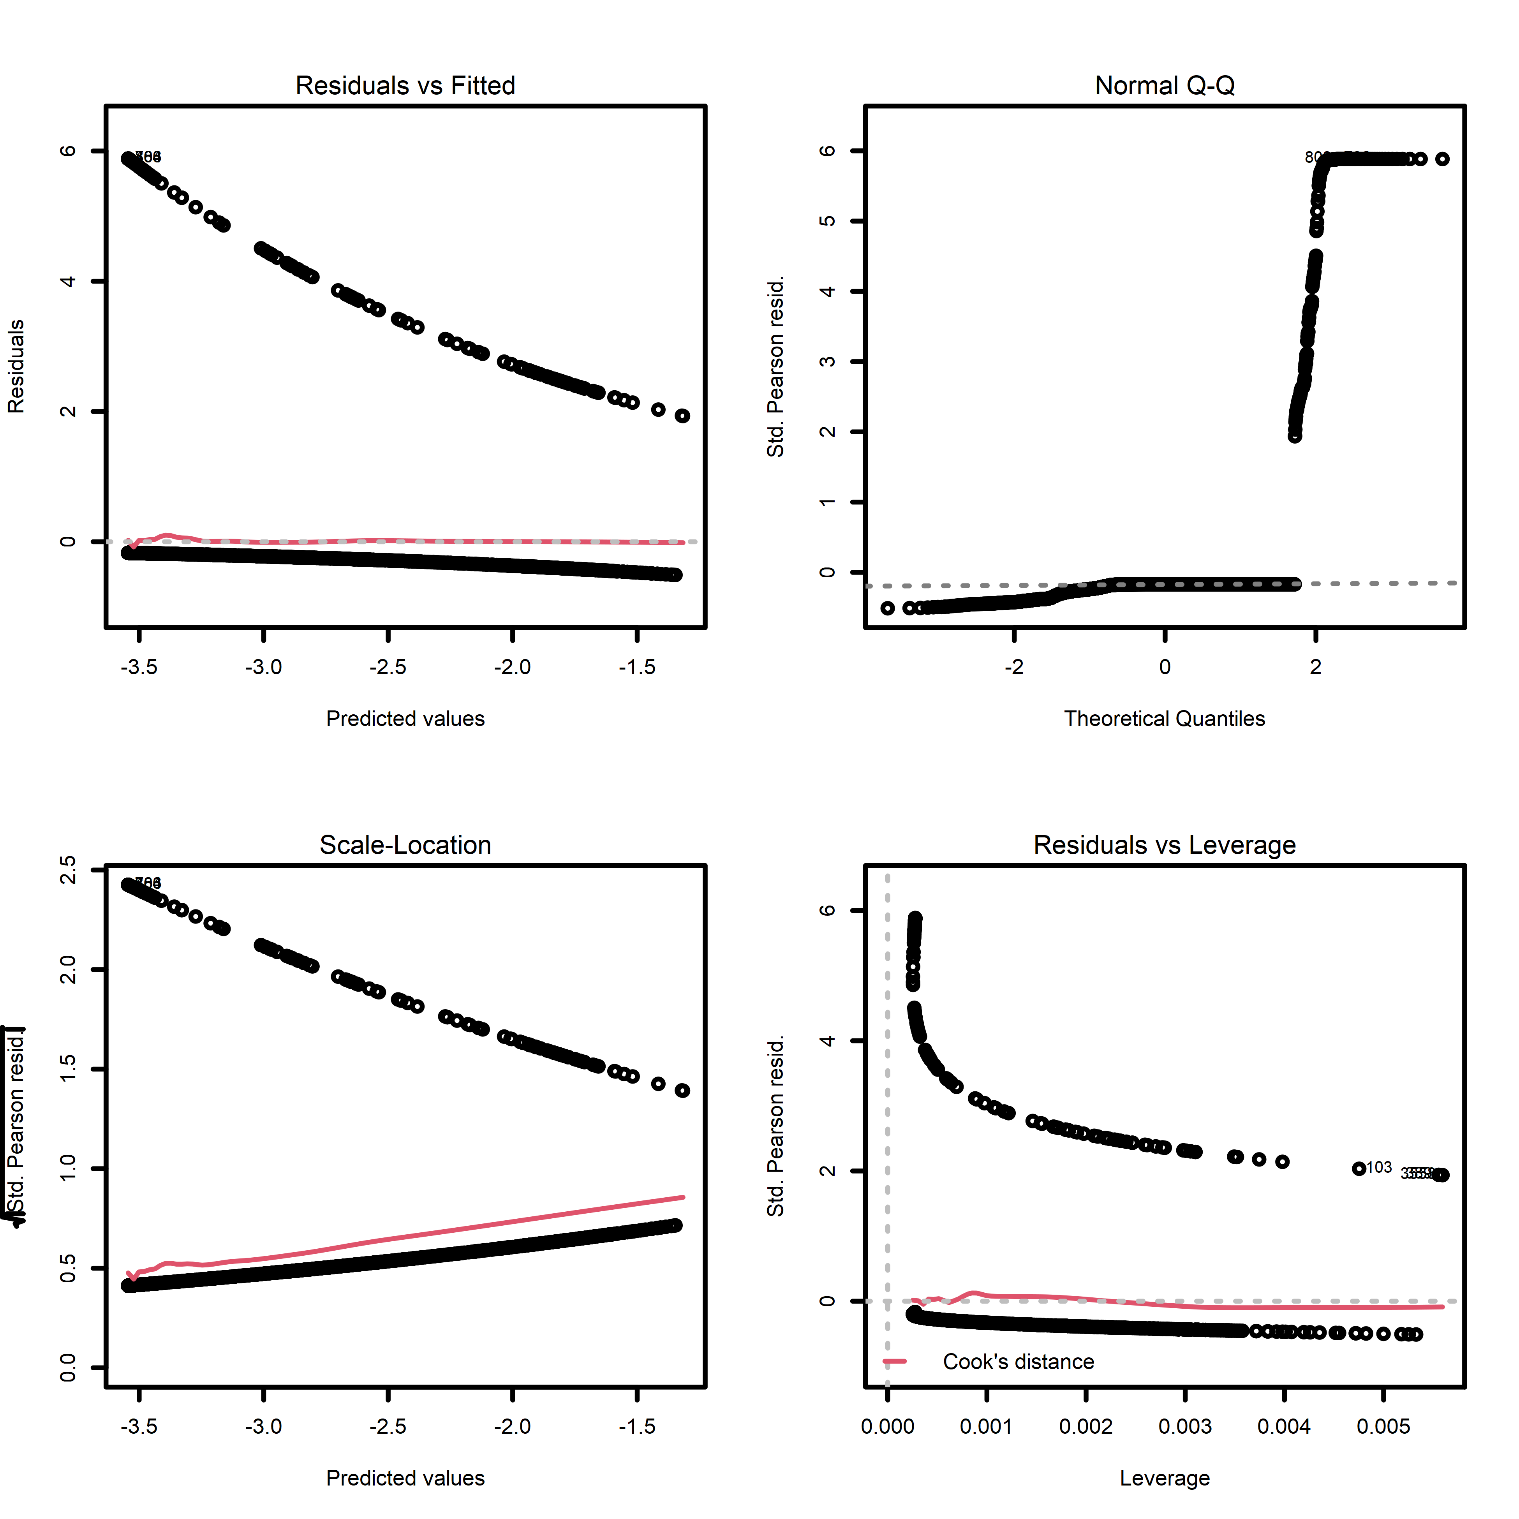 Residuals vs Fitted
Residuals
6
4
2
0
-3.5 -3.0 -2.5 -2.0 -1.5
Predicted values
Normal Q-Q
Std. Pearson resid.
6
5
4
3
2
1
0
-2 0 2
Theoretical Quantiles
Scale-Location
√|Std. Pearson resid.|
2.5
2.0
1.5
1.0
0.5
0.0
-3.5 -3.0 -2.5 -2.0 -1.5
Predicted values
Residuals vs Leverage
Std. Pearson resid.
6
4
2
0
103
Cook's distance
0.000 0.001 0.002 0.003 0.004 0.005
Leverage